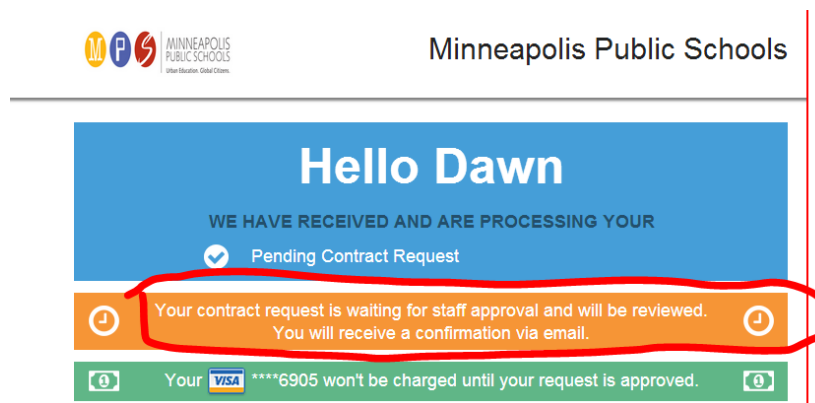 M P S MINNEAPOLIS
PUBLIC SCHOOLS
Urban Education. Global Citizens.
Minneapolis Public Schools
Hello Dawn
WE HAVE RECEIVED AND ARE PROCESSING YOUR
Pending Contract Request
Your contract request is waiting for staff approval and will be reviewed.
You will receive a confirmation via email.
Your VISA ****6905 won't be charged until your request is approved.